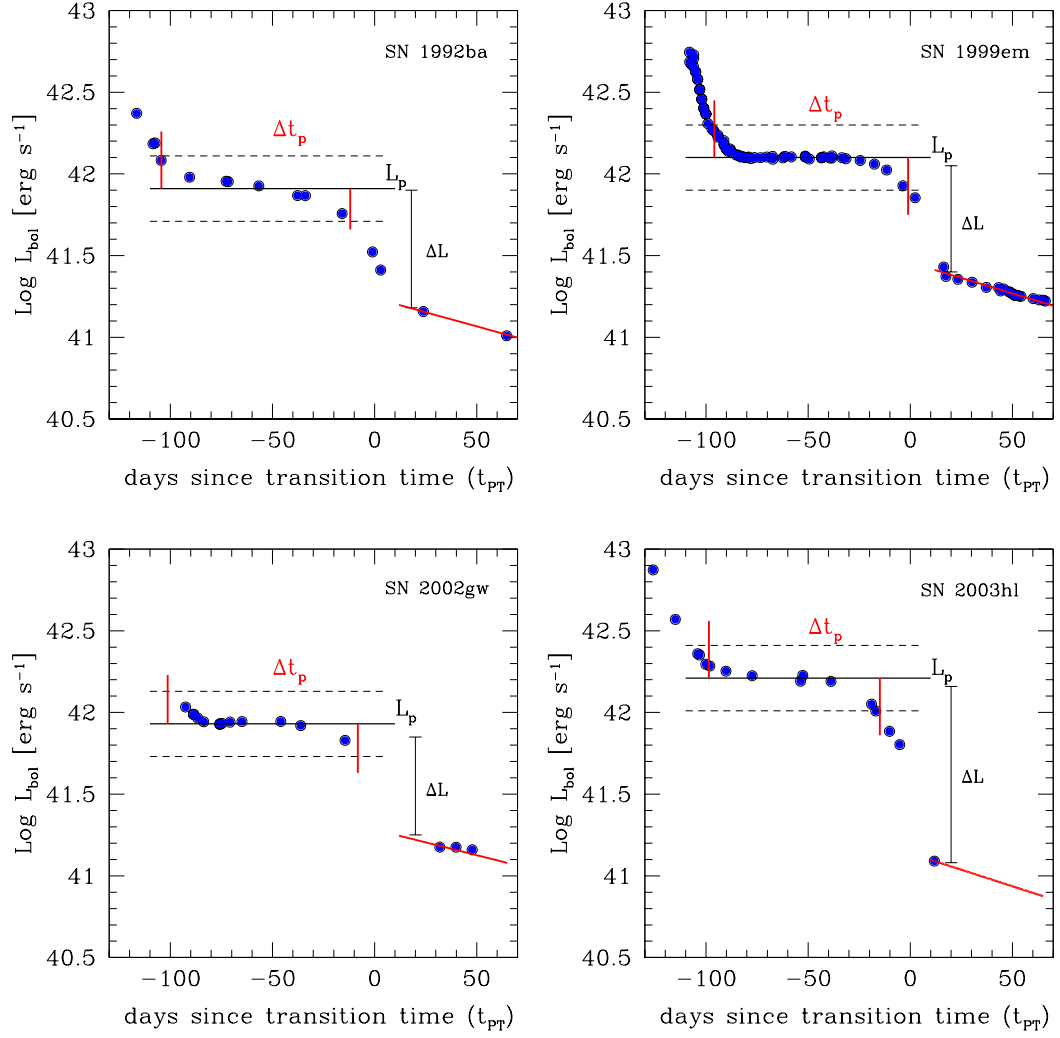 SN 1992ba
Δt_p
L_p
ΔL
Log L_bol [erg s⁻¹]
43
42.5
42
41.5
41
40.5
−100 −50 0 50
days since transition time (t_PT)
SN 1999em
Δt_p
L_p
ΔL
Log L_bol [erg s⁻¹]
43
42.5
42
41.5
41
40.5
−100 −50 0 50
days since transition time (t_PT)
SN 2002gw
Δt_p
L_p
ΔL
Log L_bol [erg s⁻¹]
43
42.5
42
41.5
41
40.5
−100 −50 0 50
days since transition time (t_PT)
SN 2003hl
Δt_p
L_p
ΔL
Log L_bol [erg s⁻¹]
43
42.5
42
41.5
41
40.5
−100 −50 0 50
days since transition time (t_PT)